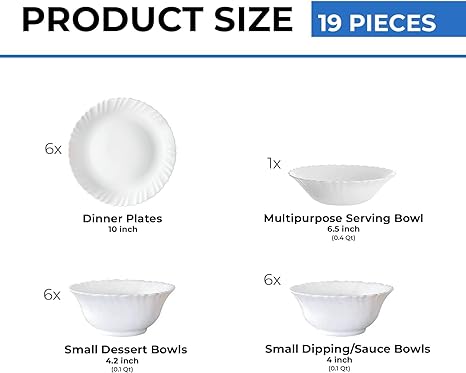 PRODUCT SIZE 19 PIECES
6x
Dinner Plates
10 inch
1x
Multipurpose Serving Bowl
6.5 inch
(0.4 Qt)
6x
Small Dessert Bowls
4.2 inch
(0.1 Qt)
6x
Small Dipping/Sauce Bowls
4 inch
(0.1 Qt)